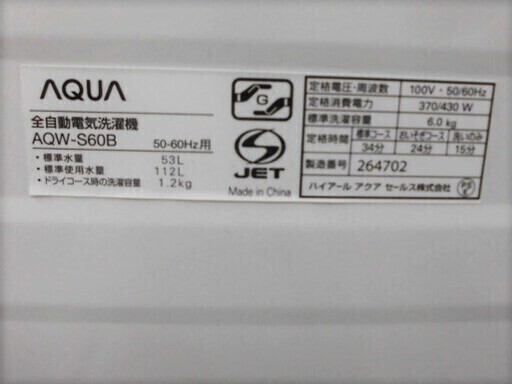 AQUA
全自動電気洗濯機
AQW-S60B 50-60Hz用
・標準水量 53L
・標準使用水量 112L
・ドライコース時の洗濯容量 1.2kg
G
JET
Made in China
定格電圧・周波数 100V・50/60Hz
定格消費電力 370/430 W
標準洗濯容量 6.0 kg
定格時間 標準コース おいそぎコース 洗いのみ
34分 24分 15分
製造番号 264702
ハイアール アクア セールス株式会社